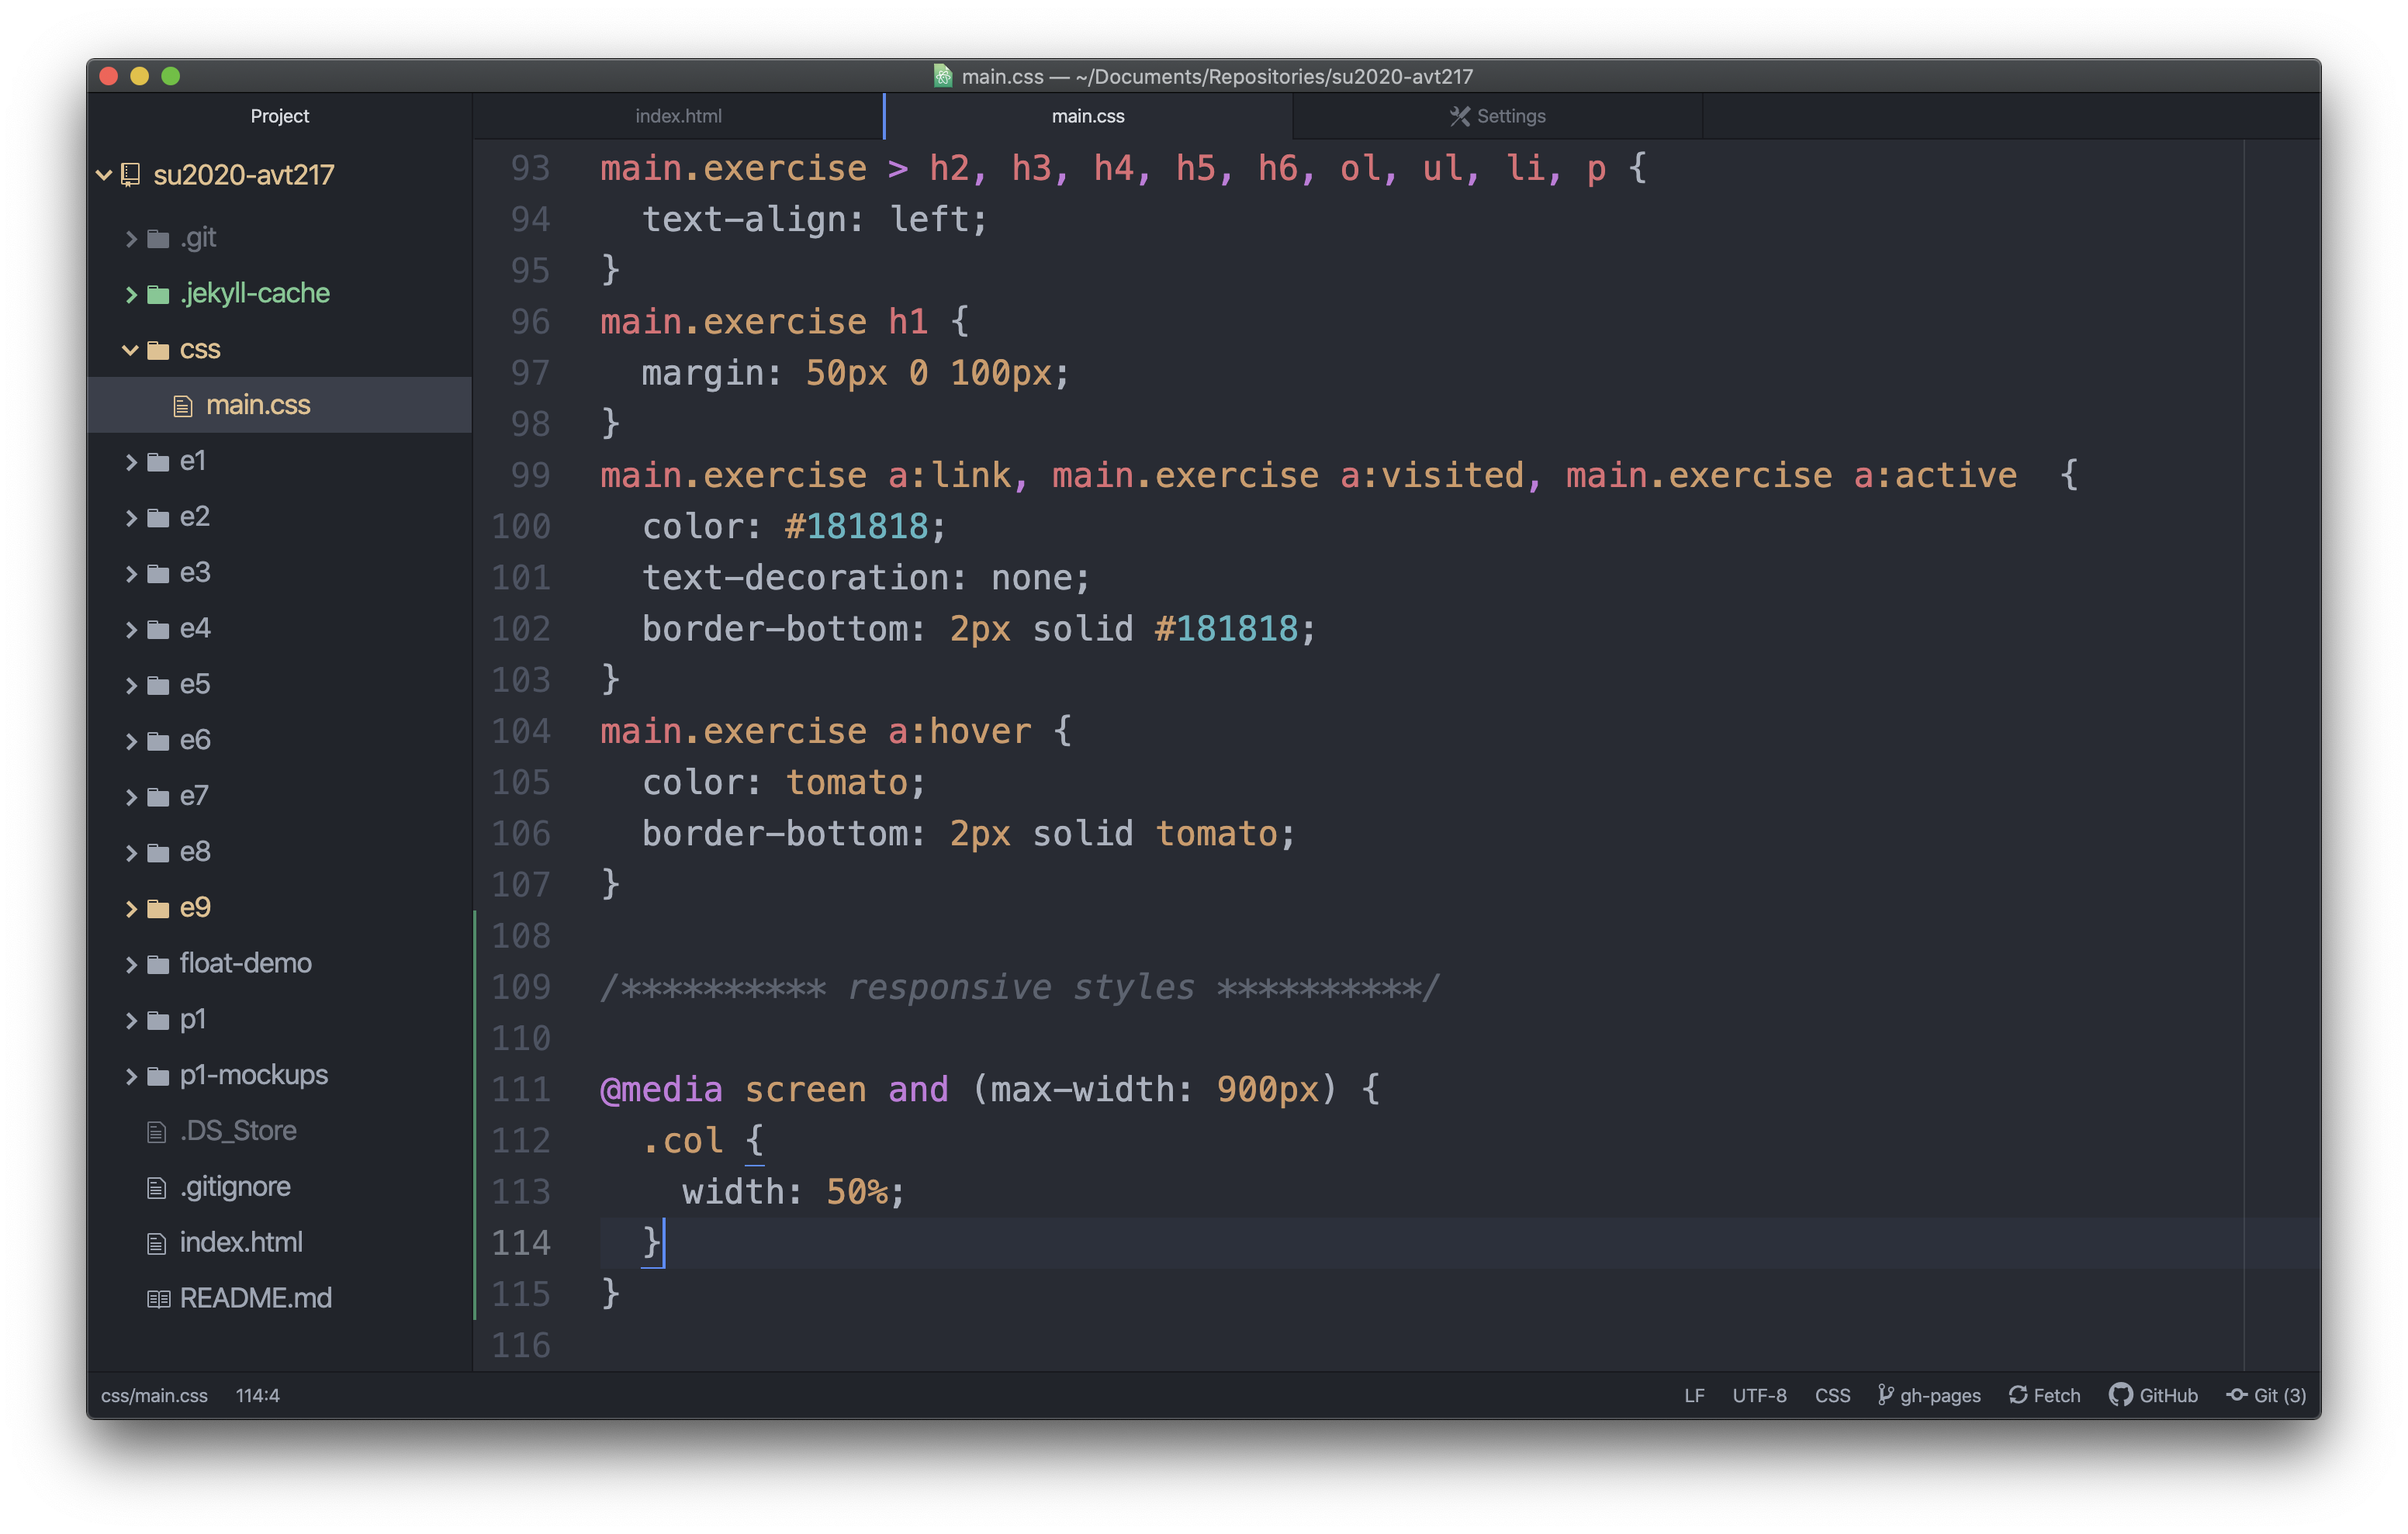 main.css — ~/Documents/Repositories/su2020-avt217
Project
su2020-avt217
.git
.jekyll-cache
css
main.css
e1
e2
e3
e4
e5
e6
e7
e8
e9
float-demo
p1
p1-mockups
.DS_Store
.gitignore
index.html
README.md
index.html
main.css
Settings
93 main.exercise > h2, h3, h4, h5, h6, ol, ul, li, p {
94   text-align: left;
95 }
96 main.exercise h1 {
97   margin: 50px 0 100px;
98 }
99 main.exercise a:link, main.exercise a:visited, main.exercise a:active  {
100   color: #181818;
101   text-decoration: none;
102   border-bottom: 2px solid #181818;
103 }
104 main.exercise a:hover {
105   color: tomato;
106   border-bottom: 2px solid tomato;
107 }
108
109 /********** responsive styles **********/
110
111 @media screen and (max-width: 900px) {
112   .col {
113     width: 50%;
114   }
115 }
116
css/main.css 114:4
LF UTF-8 CSS gh-pages Fetch GitHub Git (3)